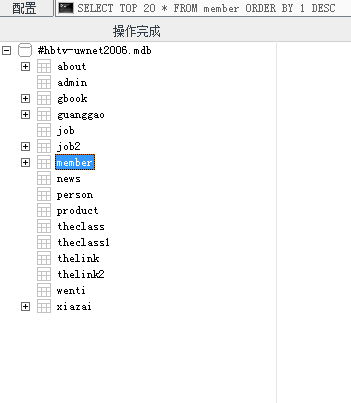 配置 SELECT TOP 20 * FROM member ORDER BY 1 DESC
操作完成
#hbtv-uwnet2006.mdb
about
admin
gbook
guanggao
job
job2
member
news
person
product
theclass
theclass1
thelink
thelink2
wenti
xiazai